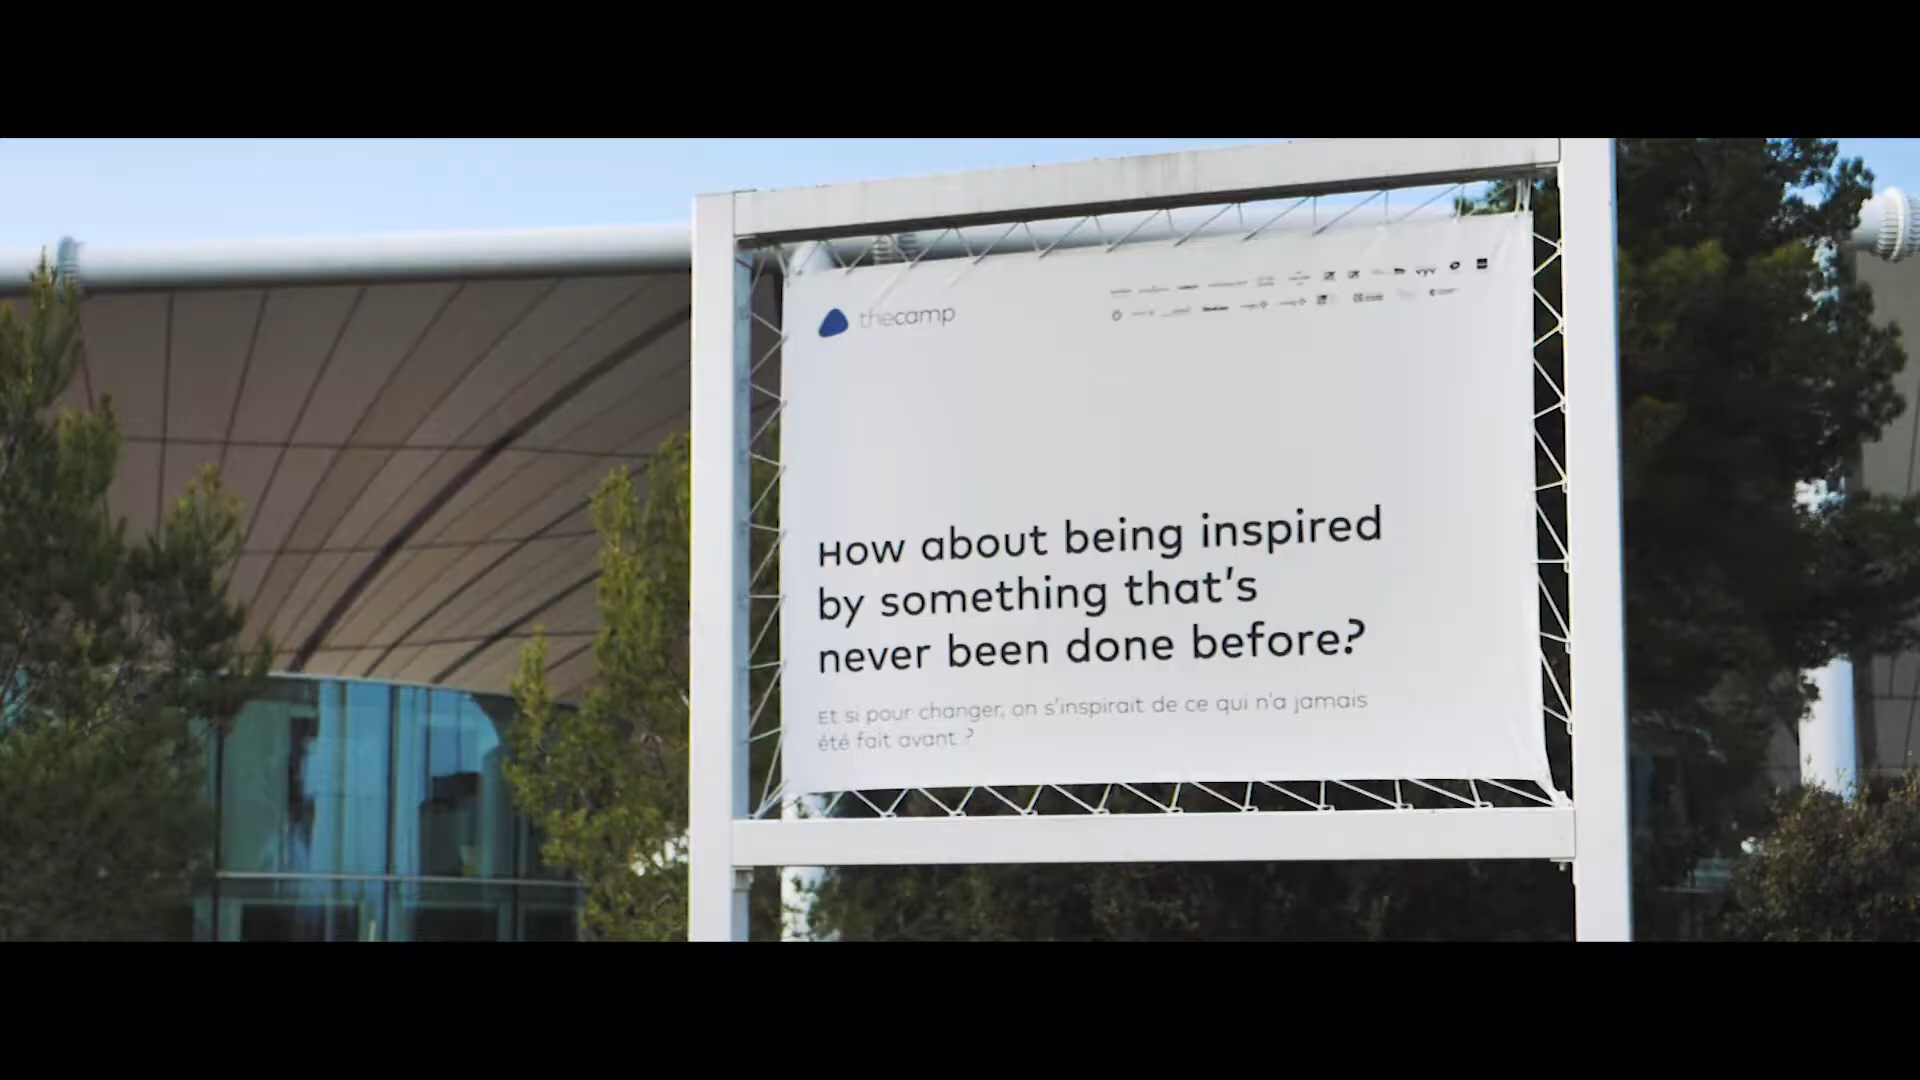 thecamp
How about being inspired
by something that's
never been done before?
Et si pour changer, on s'inspirait de ce qui n'a jamais
été fait avant ?